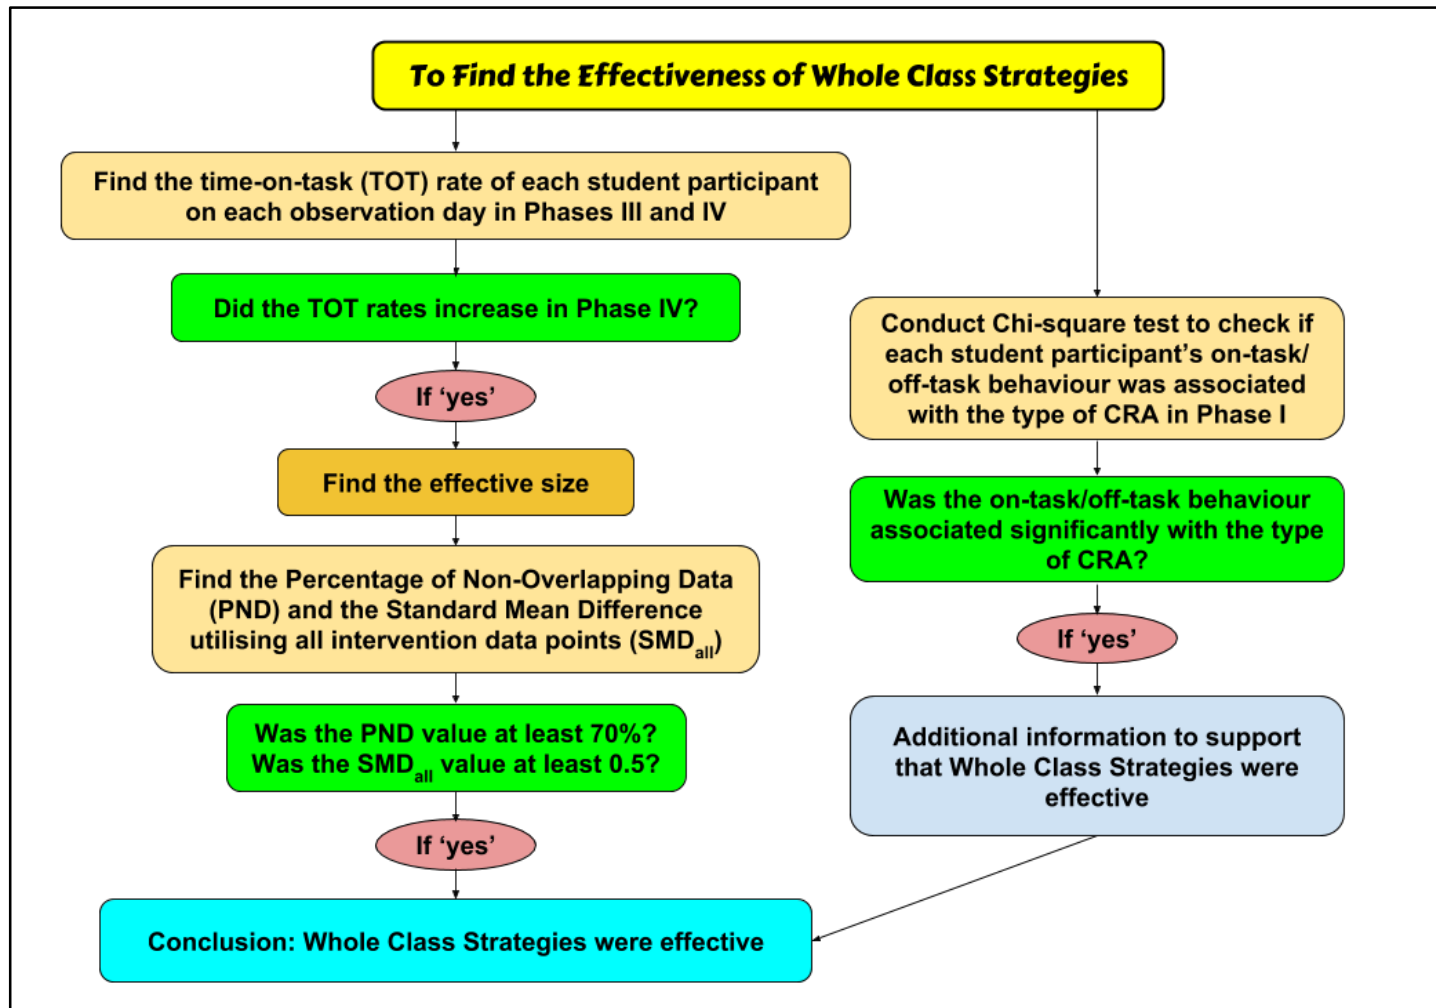 To Find the Effectiveness of Whole Class Strategies
Find the time-on-task (TOT) rate of each student participant
on each observation day in Phases III and IV
Did the TOT rates increase in Phase IV?
If ‘yes’
Find the effective size
Find the Percentage of Non-Overlapping Data
(PND) and the Standard Mean Difference
utilising all intervention data points (SMDall)
Was the PND value at least 70%?
Was the SMDall value at least 0.5?
If ‘yes’
Conduct Chi-square test to check if
each student participant’s on-task/
off-task behaviour was associated
with the type of CRA in Phase I
Was the on-task/off-task behaviour
associated significantly with the type
of CRA?
If ‘yes’
Additional information to support
that Whole Class Strategies were
effective
Conclusion: Whole Class Strategies were effective